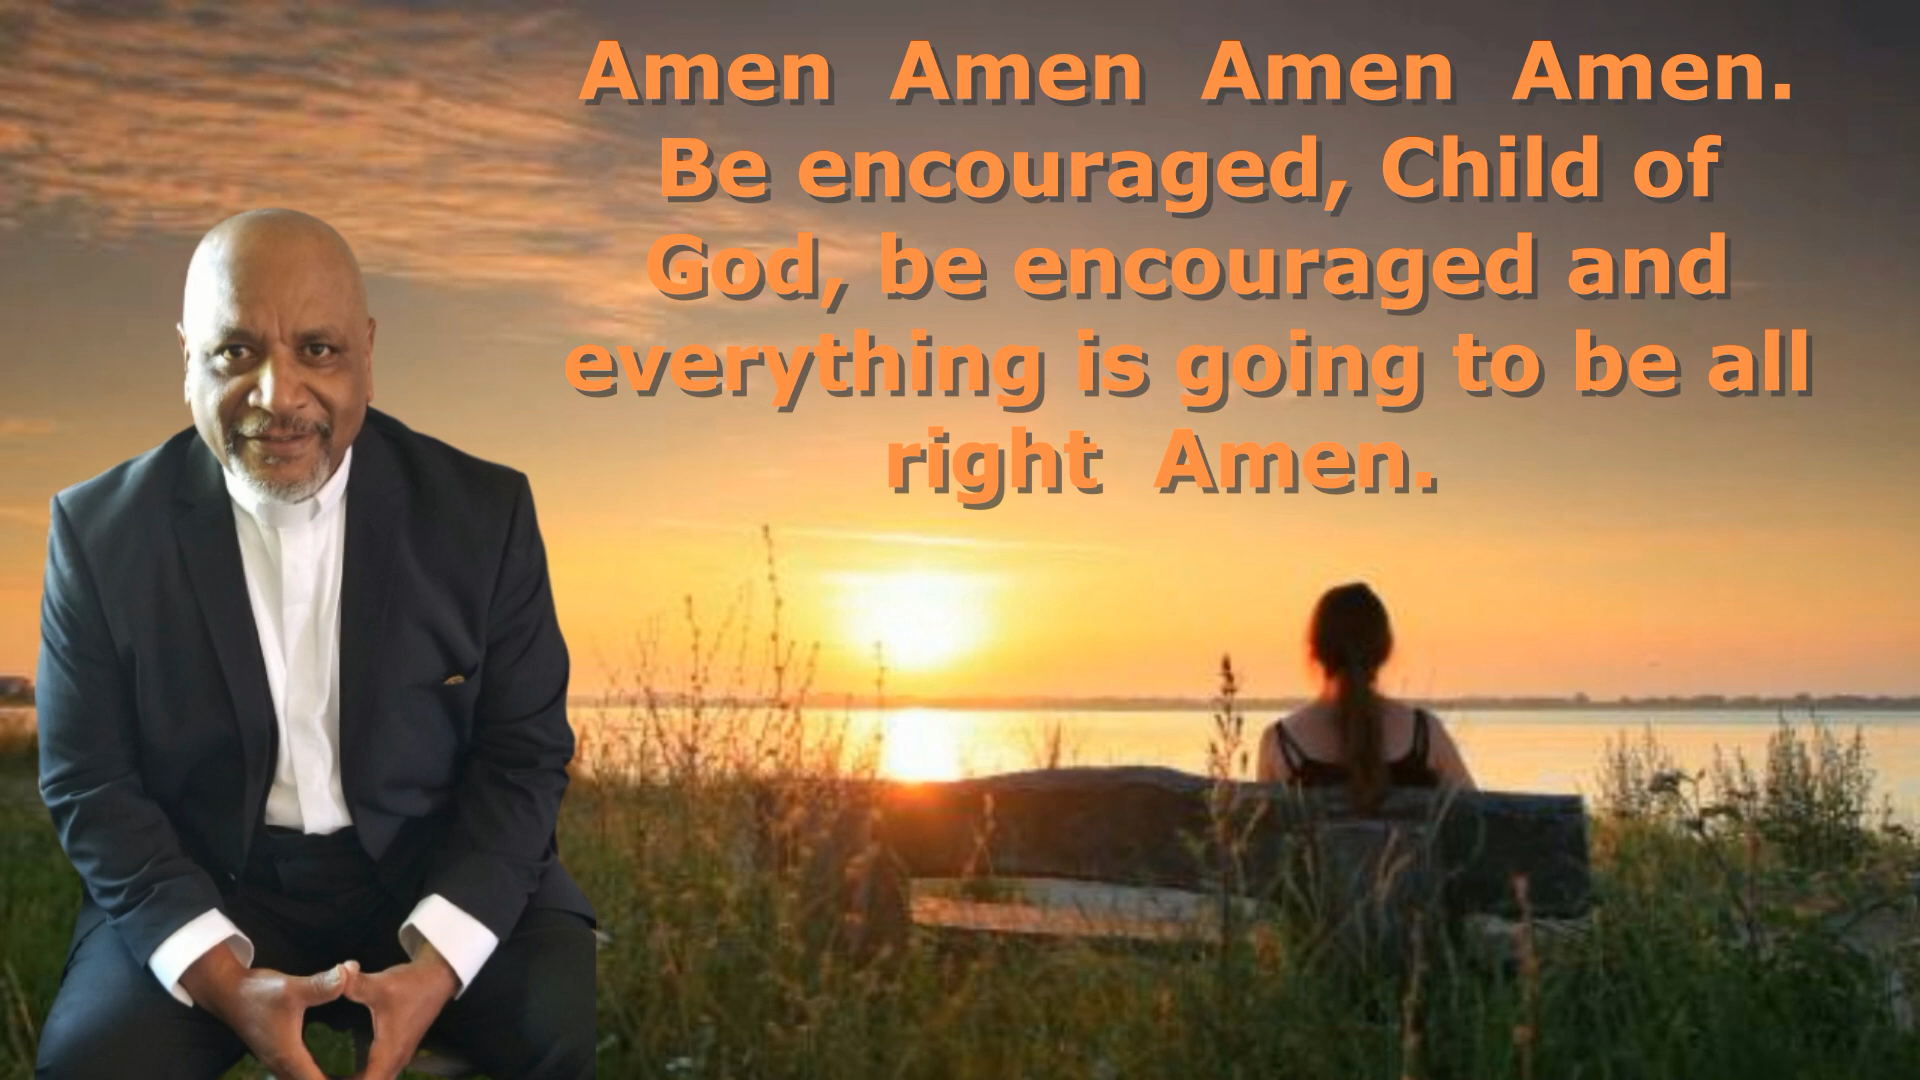 Amen  Amen  Amen  Amen.
Be encouraged, Child of
God, be encouraged and
everything is going to be all
right  Amen.